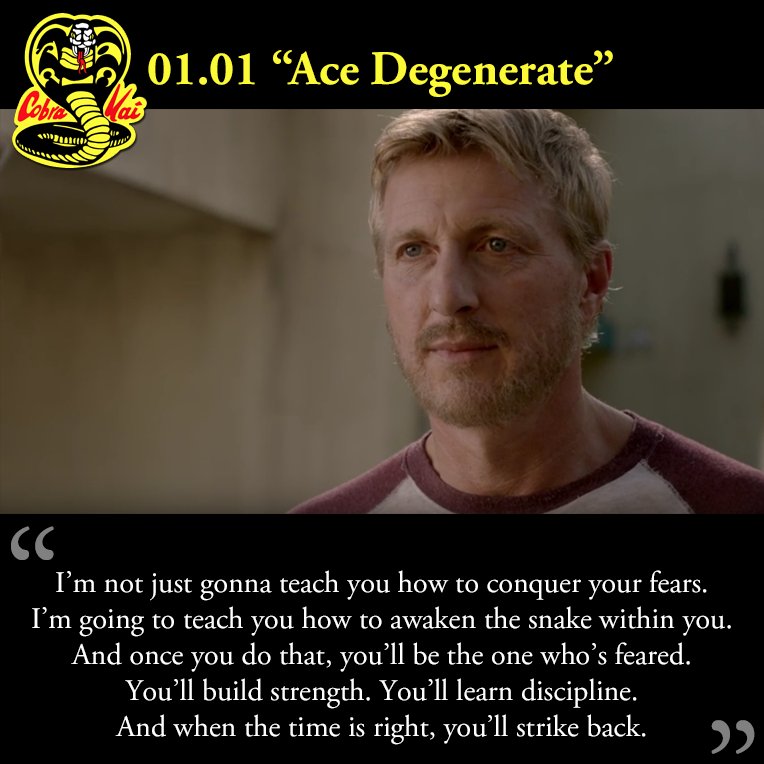 Cobra Kai
01.01 “Ace Degenerate”
“
I’m not just gonna teach you how to conquer your fears.
I’m going to teach you how to awaken the snake within you.
And once you do that, you’ll be the one who’s feared.
You’ll build strength. You’ll learn discipline.
And when the time is right, you’ll strike back.
”